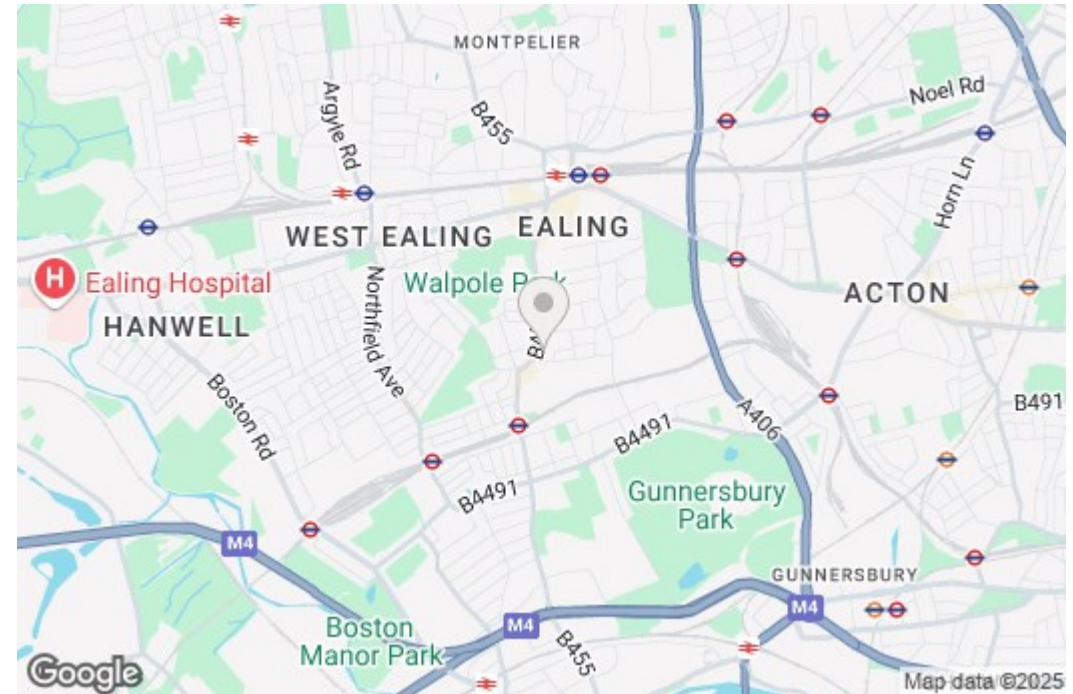 MONTPELIER
Noel Rd
Argyle Rd
B455
Horn Ln
EALING
WEST EALING
H
Ealing Hospital
Walpole
ACTON
HANWELL
Northfield Ave
Boston Rd
B491
A406
B4491
B4491
Gunnersbury
Park
M4
GUNNERSBURY
M4
M4
Boston
Manor Park
B455
Google
Map data ©2025